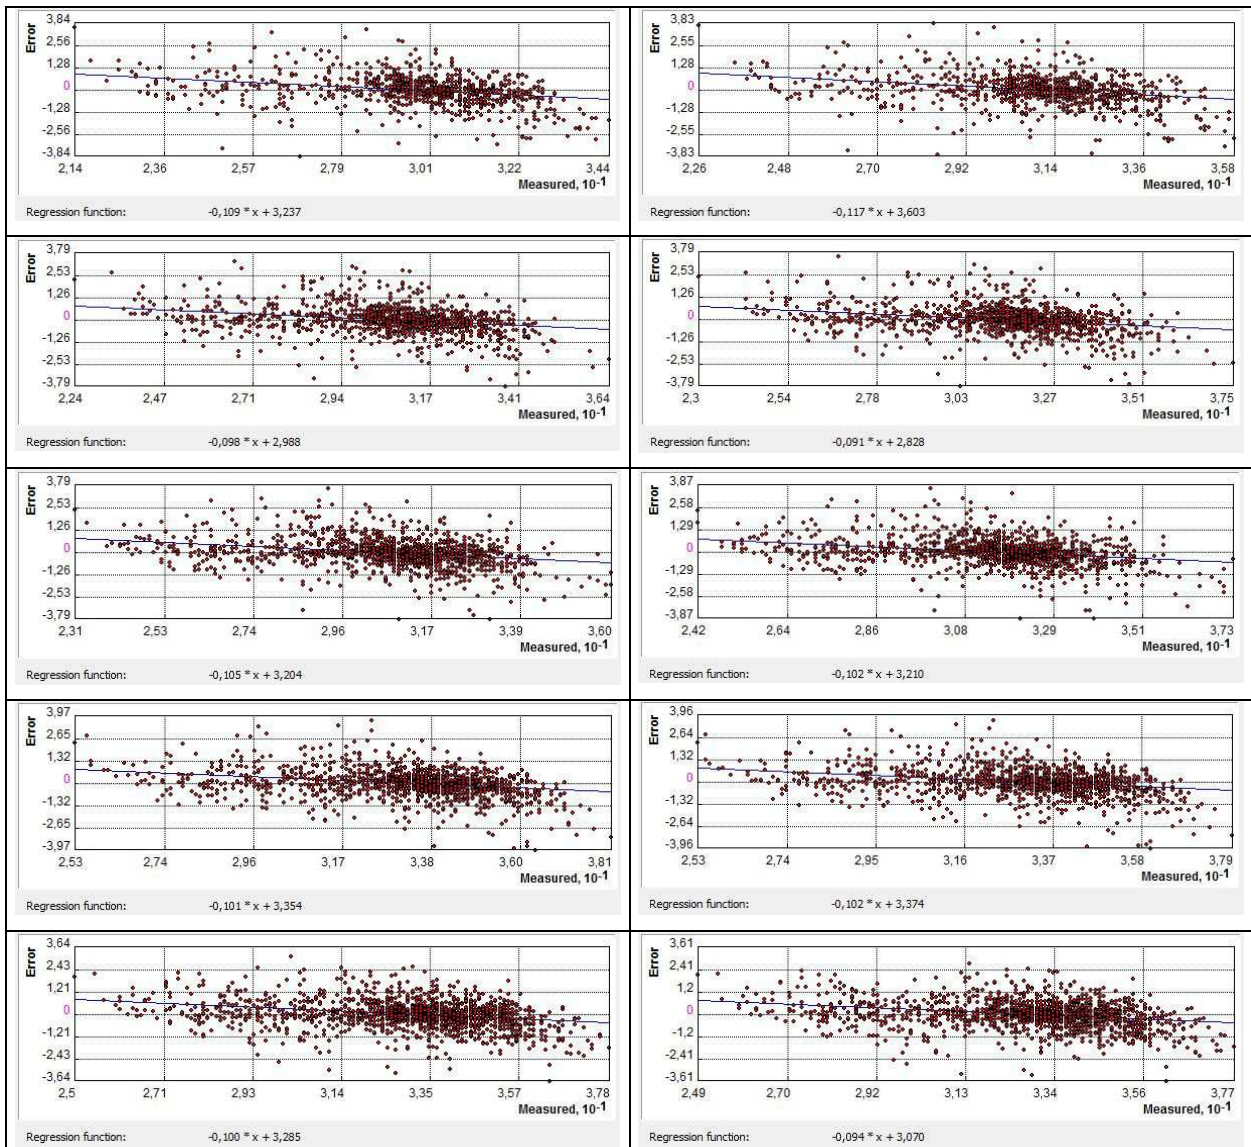 Error
3,84
2,55
1,28
0
-1,28
-2,56
-3,84
2,14 2,36 2,57 2,79 3,01 3,22 3,44
Measured, 10-1
Regression function: -0,109 * x + 3,237
Error
3,83
2,55
1,28
0
-1,28
-2,55
-3,83
2,26 2,48 2,70 2,92 3,14 3,36 3,58
Measured, 10-1
Regression function: -0,117 * x + 3,603
Error
3,79
2,53
1,26
0
-1,26
-2,53
-3,79
2,24 2,47 2,71 2,94 3,17 3,41 3,64
Measured, 10-1
Regression function: -0,098 * x + 2,988
Error
3,79
2,53
1,26
0
-1,26
-2,53
-3,79
2,3 2,54 2,78 3,03 3,27 3,51 3,75
Measured, 10-1
Regression function: -0,091 * x + 2,828
Error
3,79
2,53
1,26
0
-1,26
-2,53
-3,79
2,31 2,53 2,74 2,96 3,17 3,39 3,60
Measured, 10-1
Regression function: -0,105 * x + 3,204
Error
3,87
2,58
1,29
0
-1,29
-2,58
-3,87
2,42 2,64 2,86 3,08 3,29 3,51 3,73
Measured, 10-1
Regression function: -0,102 * x + 3,210
Error
3,97
2,65
1,32
0
-1,32
-2,65
-3,97
2,53 2,74 2,96 3,17 3,38 3,60 3,81
Measured, 10-1
Regression function: -0,101 * x + 3,354
Error
3,96
2,64
1,32
0
-1,32
-2,64
-3,96
2,53 2,74 2,95 3,16 3,37 3,58 3,79
Measured, 10-1
Regression function: -0,102 * x + 3,374
Error
3,64
2,43
1,21
0
-1,21
-2,43
-3,64
2,5 2,71 2,93 3,14 3,35 3,57 3,78
Measured, 10-1
Regression function: -0,100 * x + 3,285
Error
3,61
2,41
1,2
0
-1,2
-2,41
-3,61
2,49 2,70 2,92 3,13 3,34 3,56 3,77
Measured, 10-1
Regression function: -0,094 * x + 3,070